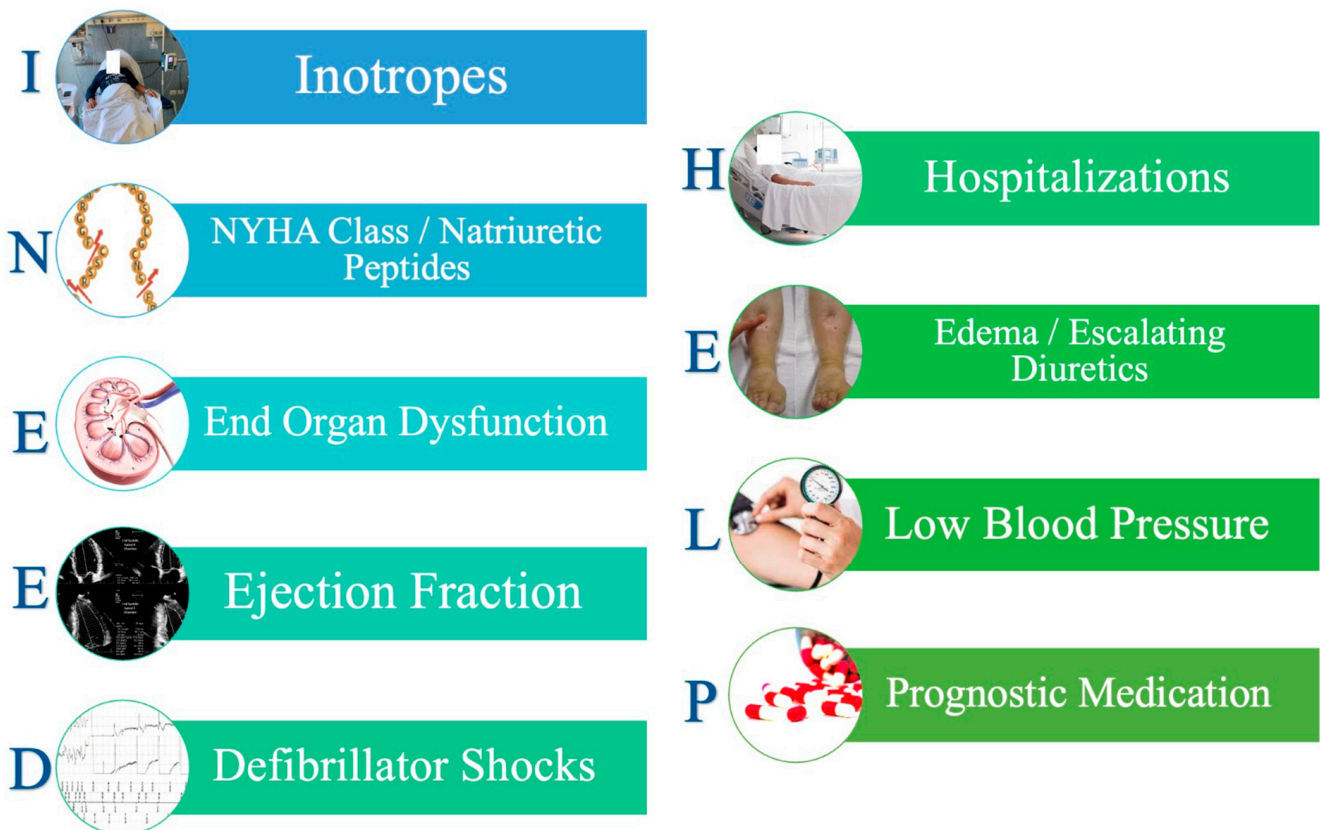 I
Inotropes
N
NYHA Class / Natriuretic
Peptides
E
End Organ Dysfunction
E
Ejection Fraction
D
Defibrillator Shocks
H
Hospitalizations
E
Edema / Escalating
Diuretics
L
Low Blood Pressure
P
Prognostic Medication